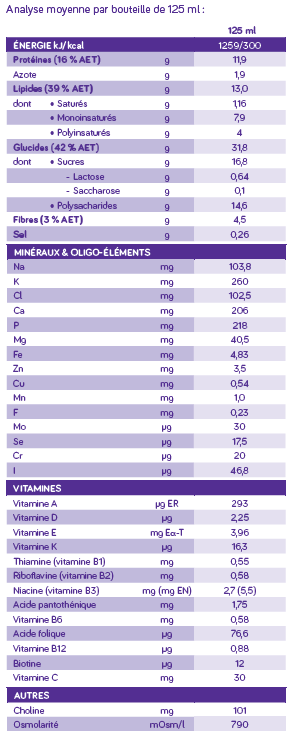 Analyse moyenne par bouteille de 125 ml :
125 ml
ÉNERGIE kJ/kcal 1259/300
Protéines (16 % AET) g 11,9
Azote g 1,9
Lipides (39 % AET) g 13,0
dont • Saturés g 1,16
• Monoinsaturés g 7,9
• Polyinsaturés g 4
Glucides (42 % AET) g 31,8
dont • Sucres g 16,8
- Lactose g 0,64
- Saccharose g 0,1
• Polysacharides g 14,6
Fibres (3 % AET) g 4,5
Sel g 0,26
MINÉRAUX & OLIGO-ÉLÉMENTS
Na mg 103,8
K mg 260
Cl mg 102,5
Ca mg 206
P mg 218
Mg mg 40,5
Fe mg 4,83
Zn mg 3,5
Cu mg 0,54
Mn mg 1,0
F mg 0,23
Mo µg 30
Se µg 17,5
Cr µg 20
I µg 46,8
VITAMINES
Vitamine A µg ER 293
Vitamine D µg 2,25
Vitamine E mg Eα-T 3,96
Vitamine K µg 16,3
Thiamine (vitamine B1) mg 0,55
Riboflavine (vitamine B2) mg 0,58
Niacine (vitamine B3) mg (mg EN) 2,7 (5,5)
Acide pantothénique mg 1,75
Vitamine B6 mg 0,58
Acide folique µg 76,6
Vitamine B12 µg 0,88
Biotine µg 12
Vitamine C mg 30
AUTRES
Choline mg 101
Osmolarité mOsm/l 790